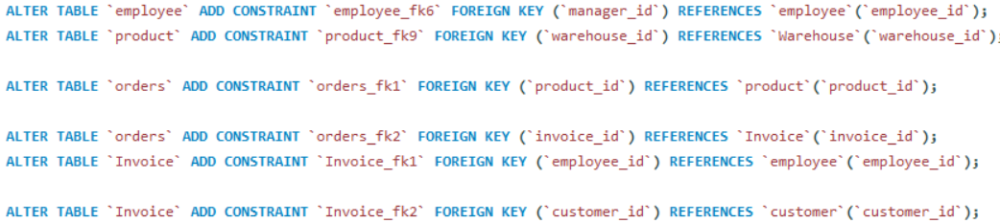 ALTER TABLE `employee` ADD CONSTRAINT `employee_fk6` FOREIGN KEY (`manager_id`) REFERENCES `employee`(`employee_id`);
ALTER TABLE `product` ADD CONSTRAINT `product_fk9` FOREIGN KEY (`warehouse_id`) REFERENCES `Warehouse`(`warehouse_id`);
ALTER TABLE `orders` ADD CONSTRAINT `orders_fk1` FOREIGN KEY (`product_id`) REFERENCES `product`(`product_id`);
ALTER TABLE `orders` ADD CONSTRAINT `orders_fk2` FOREIGN KEY (`invoice_id`) REFERENCES `Invoice`(`invoice_id`);
ALTER TABLE `Invoice` ADD CONSTRAINT `Invoice_fk1` FOREIGN KEY (`employee_id`) REFERENCES `employee`(`employee_id`);
ALTER TABLE `Invoice` ADD CONSTRAINT `Invoice_fk2` FOREIGN KEY (`customer_id`) REFERENCES `customer`(`customer_id`);